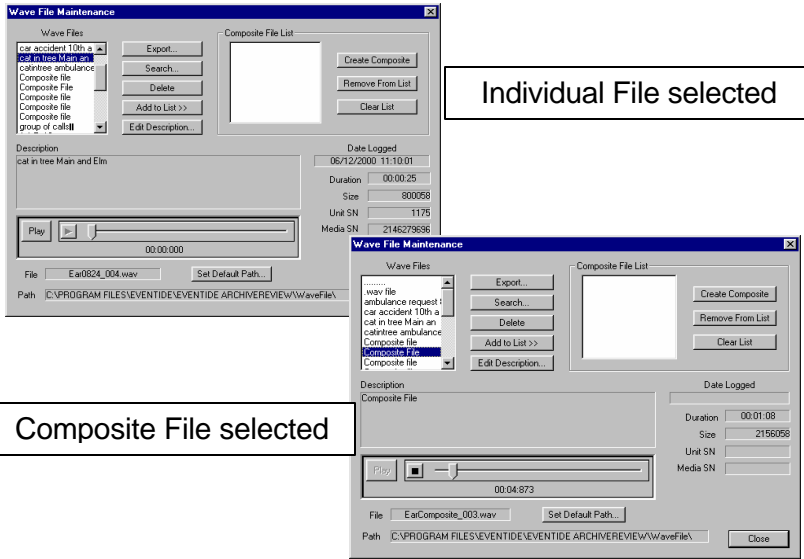 Wave File Maintenance
Wave Files
car accident 10th a
cat in tree Main an
catintree ambulance
Composite file
Composite File
Composite file
Composite file
Composite file
group of calls
Export...
Search...
Delete
Add to List >>
Edit Description...
Composite File List
Create Composite
Remove From List
Clear List
Individual File selected
Description
cat in tree Main and Elm
Date Logged
06/12/2000 11:10:01
Duration 00:00:25
Size 800058
Unit SN 1175
Media SN 2146279696
Play
00:00:000
File Ear0824_004.wav Set Default Path...
Path C:\PROGRAM FILES\EVENTIDE\EVENTIDE ARCHIVEREVIEW\WaveFile\
Wave File Maintenance
Wave Files
.........
.wav file
ambulance request
car accident 10th a
cat in tree Main an
catintree ambulance
Composite file
Composite File
Composite file
Export...
Search...
Delete
Add to List >>
Edit Description...
Composite File List
Create Composite
Remove From List
Clear List
Composite File selected
Description
Composite File
Date Logged
Duration 00:01:08
Size 2156058
Unit SN
Media SN
Play
00:04:873
File EarComposite_003.wav Set Default Path...
Path C:\PROGRAM FILES\EVENTIDE\EVENTIDE ARCHIVEREVIEW\WaveFile\
Close